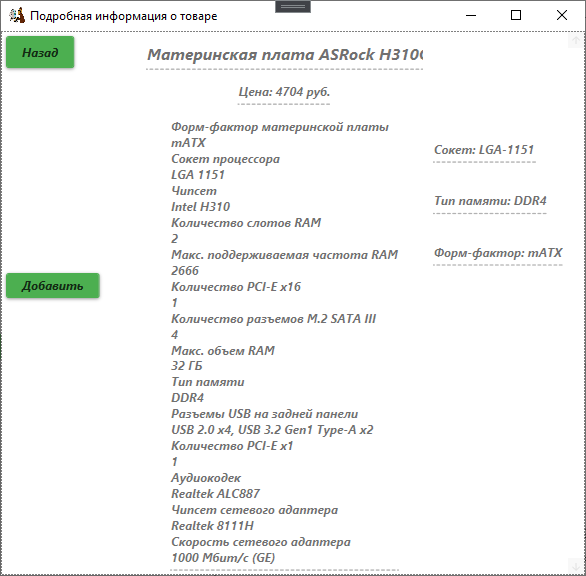 Подробная информация о товаре
Назад
Материнская плата ASRock H310
Цена: 4704 руб.
Форм-фактор материнской платы
mATX
Сокет процессора
LGA 1151
Чипсет
Intel H310
Количество слотов RAM
2
Макс. поддерживаемая частота RAM
2666
Количество PCI-E x16
1
Количество разъемов M.2 SATA III
4
Макс. объем RAM
32 ГБ
Тип памяти
DDR4
Разъемы USB на задней панели
USB 2.0 x4, USB 3.2 Gen1 Type-A x2
Количество PCI-E x1
1
Аудиокодек
Realtek ALC887
Чипсет сетевого адаптера
Realtek 8111H
Скорость сетевого адаптера
1000 Мбит/с (GE)
Сокет: LGA-1151
Тип памяти: DDR4
Форм-фактор: mATX
Добавить